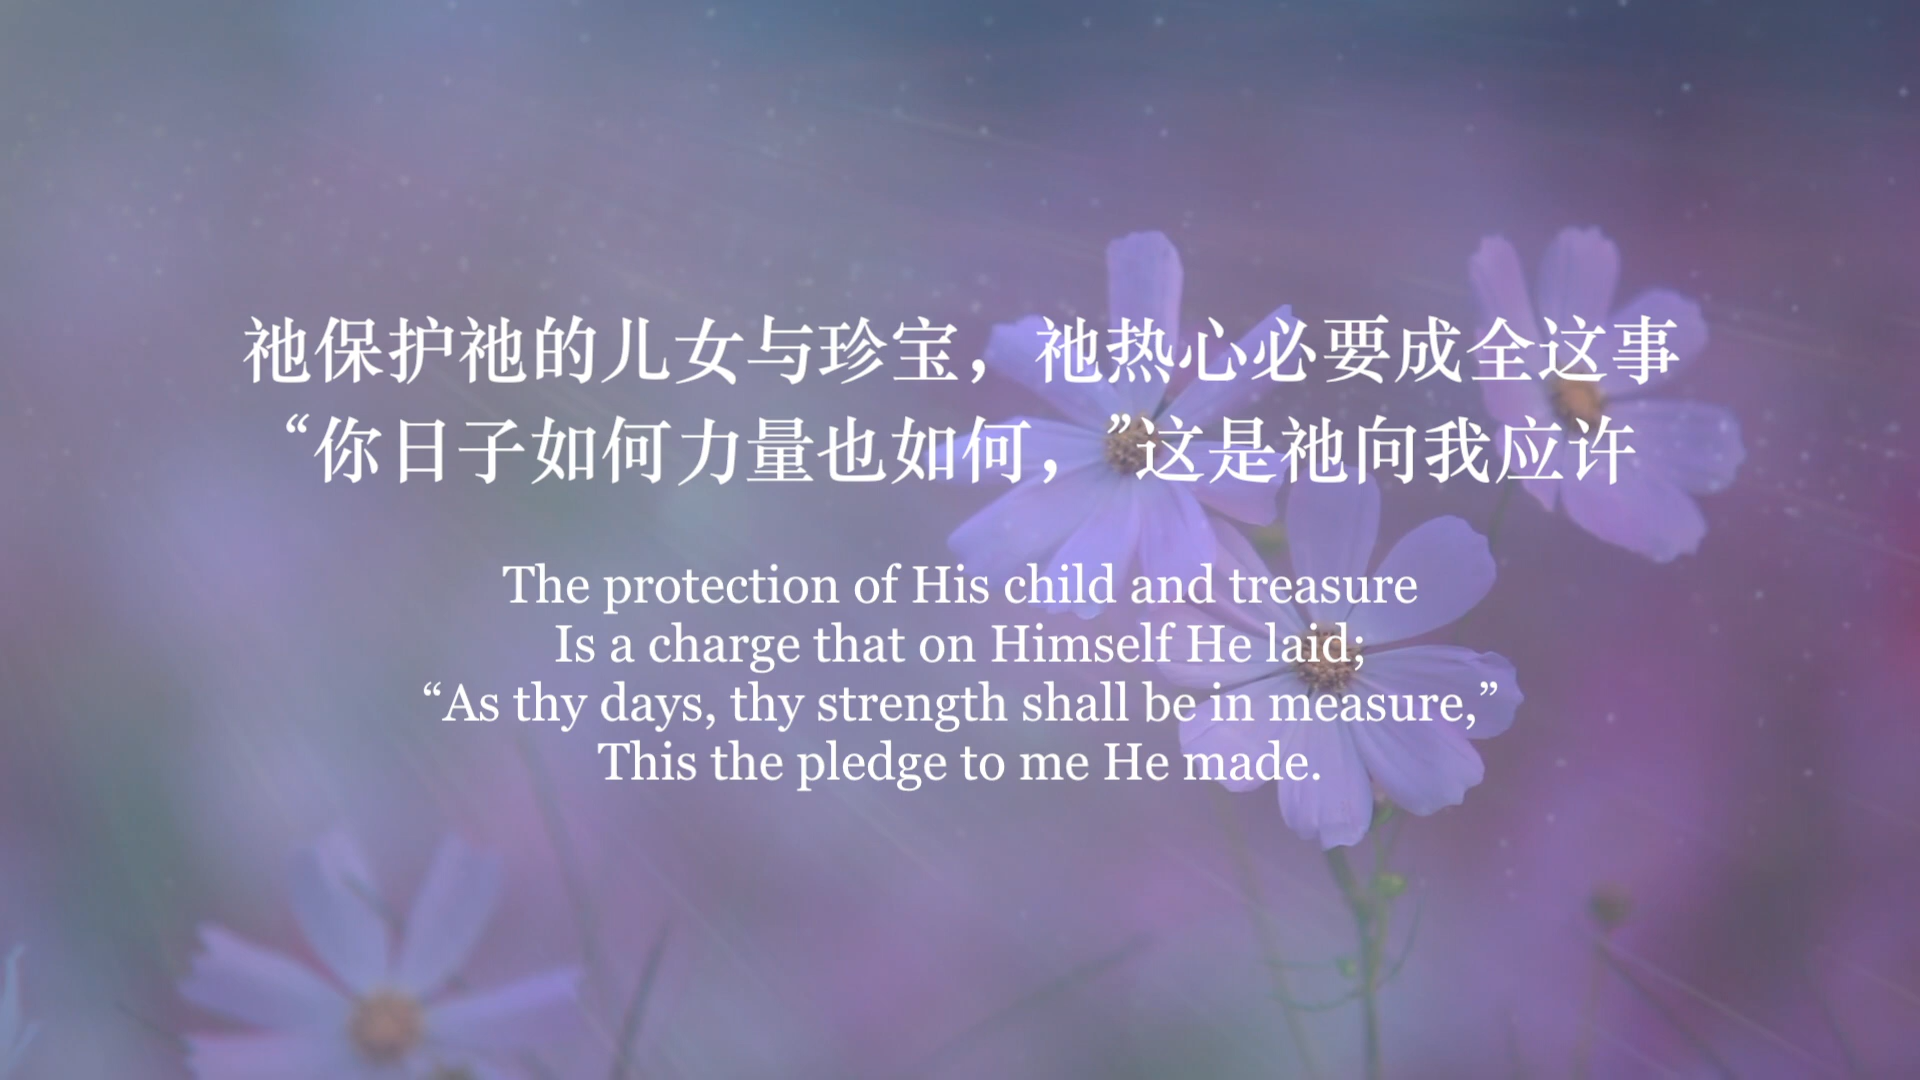 祂保护祂的儿女与珍宝，祂热心必要成全这事
“你日子如何力量也如何，”这是祂向我应许
The protection of His child and treasure
Is a charge that on Himself He laid;
“As thy days, thy strength shall be in measure,”
This the pledge to me He made.